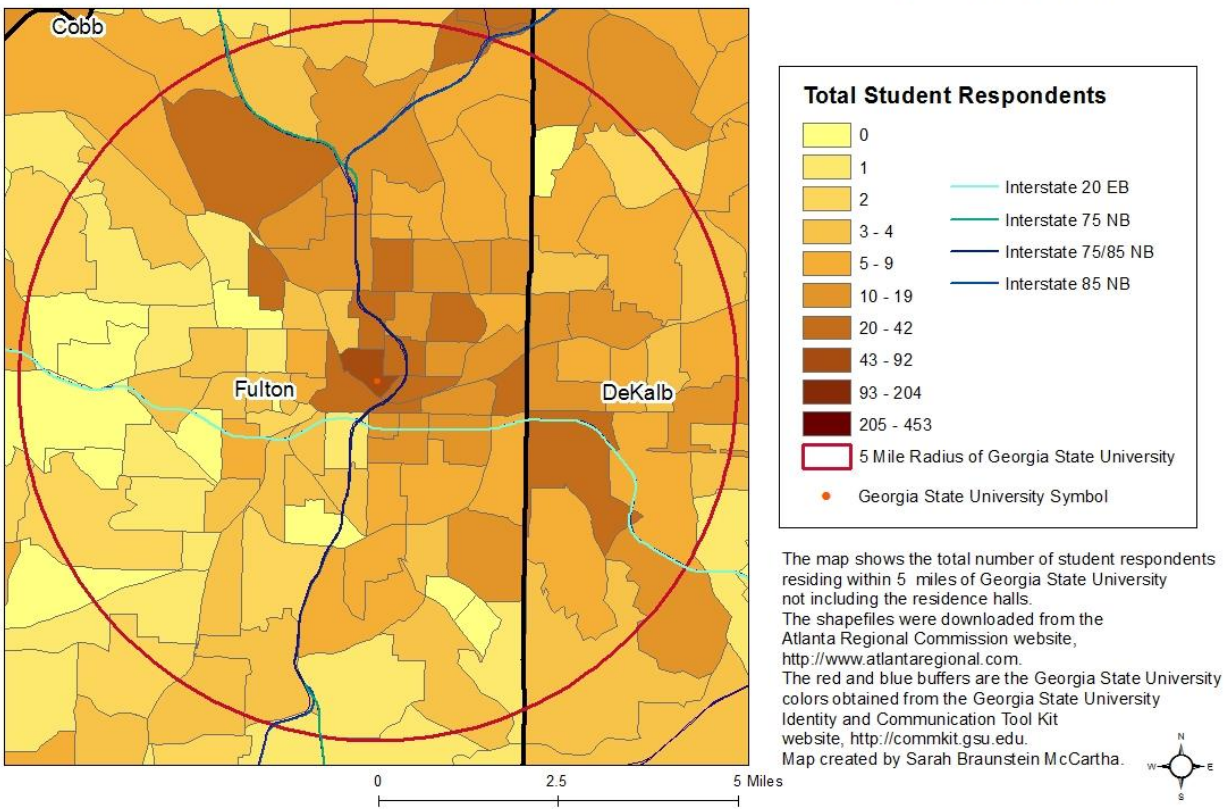 Cobb
Fulton
DeKalb
0
2.5
5 Miles
Total Student Respondents
0
1
2
3 - 4
5 - 9
10 - 19
20 - 42
43 - 92
93 - 204
205 - 453
5 Mile Radius of Georgia State University
Georgia State University Symbol
Interstate 20 EB
Interstate 75 NB
Interstate 75/85 NB
Interstate 85 NB
The map shows the total number of student respondents
residing within 5 miles of Georgia State University
not including the residence halls.
The shapefiles were downloaded from the
Atlanta Regional Commission website,
http://www.atlantaregional.com.
The red and blue buffers are the Georgia State University
colors obtained from the Georgia State University
Identity and Communication Tool Kit
website, http://commkit.gsu.edu.
Map created by Sarah Braunstein McCartha.
N
W E
S